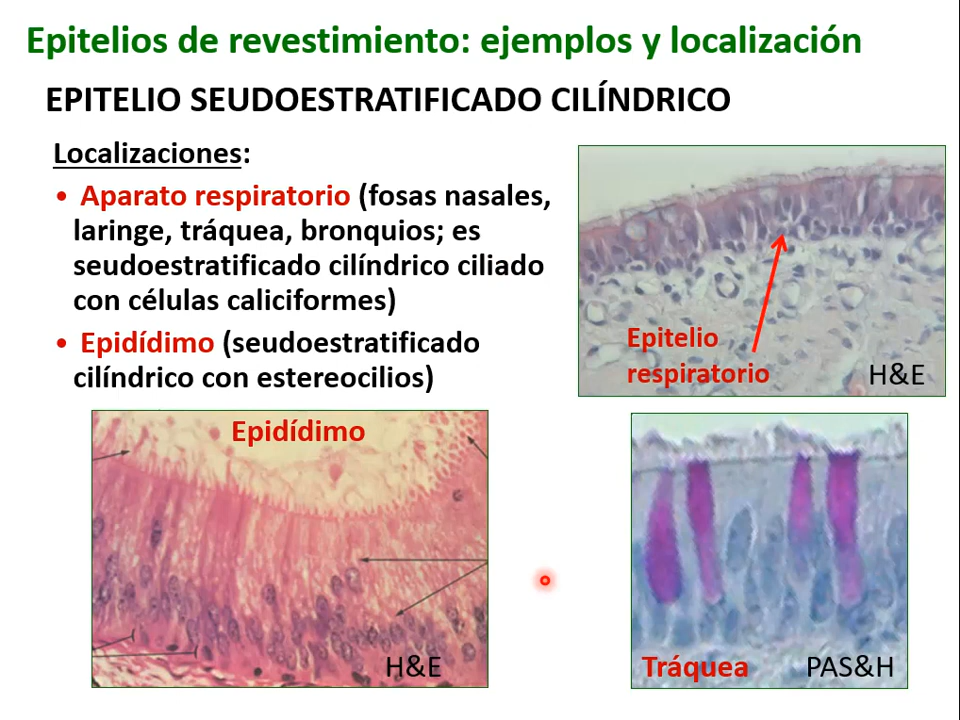 Epitelios de revestimiento: ejemplos y localización
EPITELIO SEUDOESTRATIFICADO CILÍNDRICO
Localizaciones:
• Aparato respiratorio (fosas nasales,
laringe, tráquea, bronquios; es
seudoestratificado cilíndrico ciliado
con células caliciformes)
• Epidídimo (seudoestratificado
cilíndrico con estereocilios)
Epitelio
respiratorio
H&E
Epidídimo
H&E
Tráquea
PAS&H